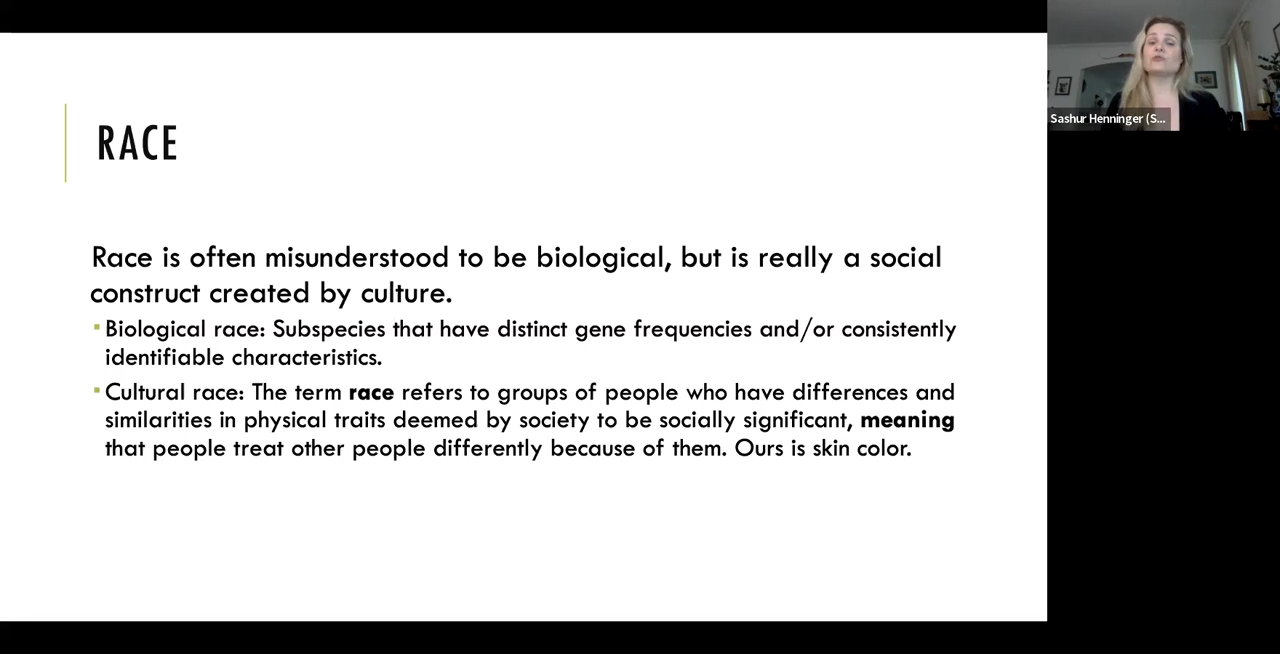 RACE
Race is often misunderstood to be biological, but is really a social
construct created by culture.
▪ Biological race: Subspecies that have distinct gene frequencies and/or consistently
identifiable characteristics.
▪ Cultural race: The term race refers to groups of people who have differences and
similarities in physical traits deemed by society to be socially significant, meaning
that people treat other people differently because of them. Ours is skin color.
Sashur Henninger (S...